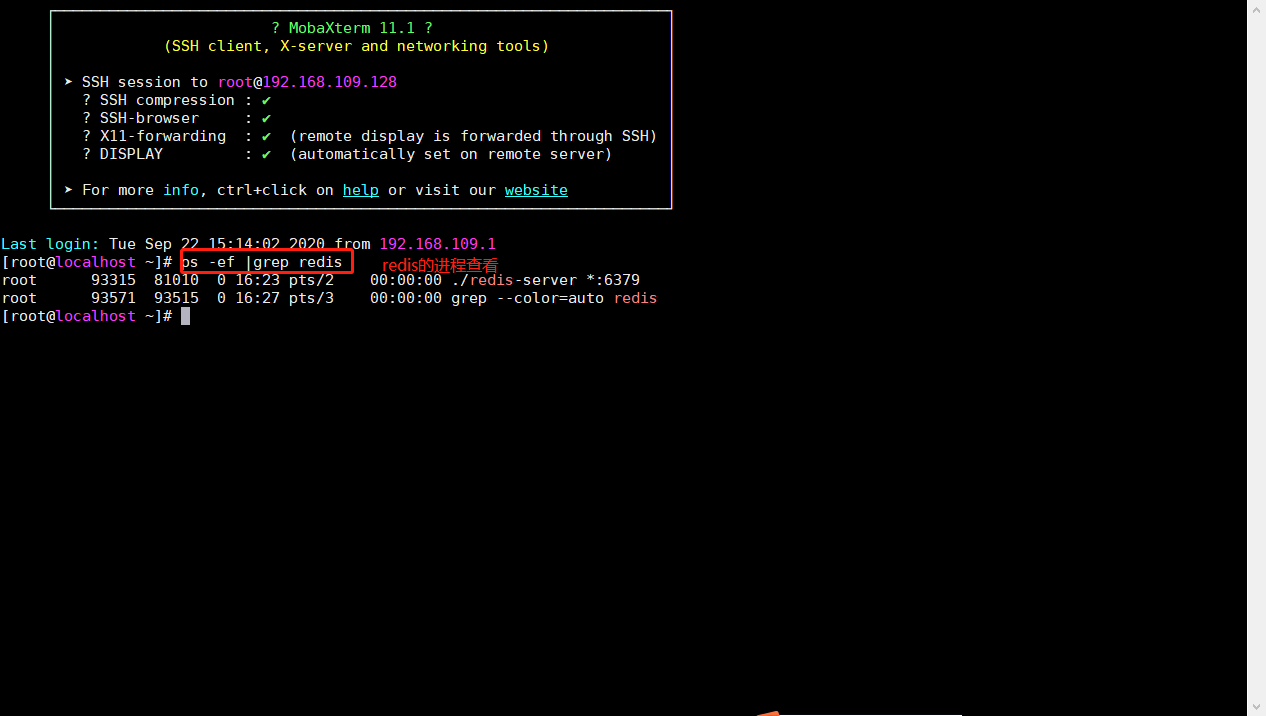 ? MobaXterm 11.1 ?
(SSH client, X-server and networking tools)
➤ SSH session to root@192.168.109.128
? SSH compression : ✔
? SSH-browser     : ✔
? X11-forwarding  : ✔  (remote display is forwarded through SSH)
? DISPLAY         : ✔  (automatically set on remote server)
➤ For more info, ctrl+click on help or visit our website
Last login: Tue Sep 22 15:14:02 2020 from 192.168.109.1
[root@localhost ~]# ps -ef |grep redis redis的进程查看
root      93315  81010  0 16:23 pts/2    00:00:00 ./redis-server *:6379
root      93571  93515  0 16:27 pts/3    00:00:00 grep --color=auto redis
[root@localhost ~]#